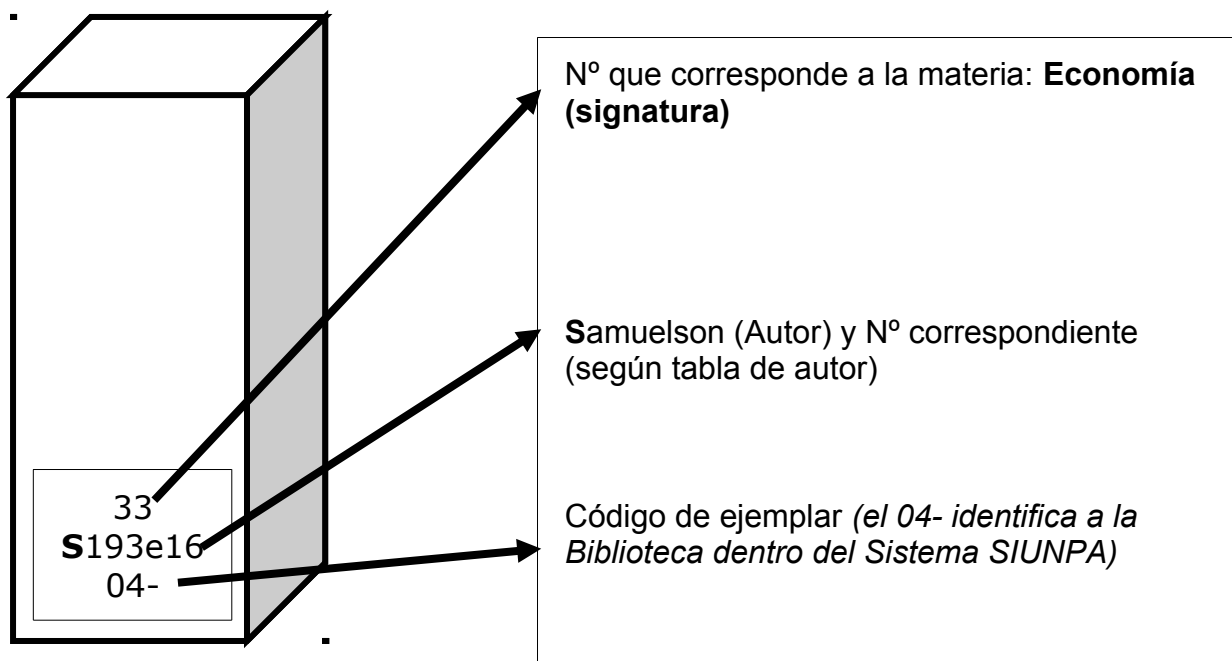 Nº que corresponde a la materia: Economía
(signatura)
Samuelson (Autor) y Nº correspondiente
(según tabla de autor)
33
S193e16
04-
Código de ejemplar (el 04- identifica a la
Biblioteca dentro del Sistema SIUNPA)